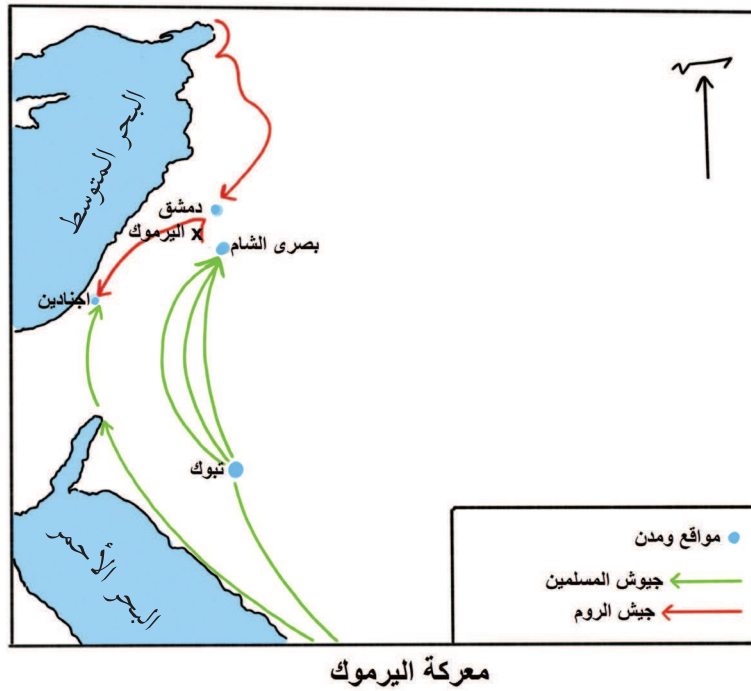 البحر المتوسط
دمشق
اليرموك x
بصرى الشام
اجنادين
تبوك
البحر الأحمر
مواقع ومدن
جيوش المسلمين
جيش الروم
معركة اليرموك